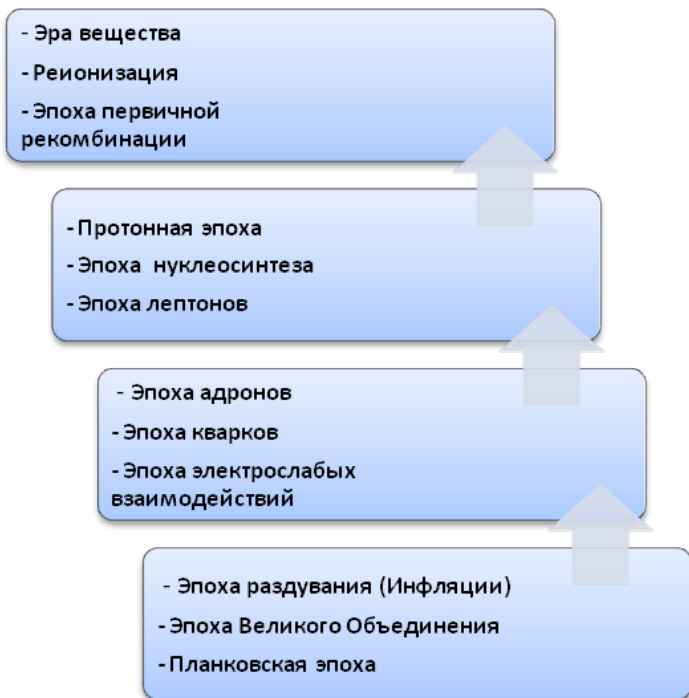 - Эра вещества
- Реионизация
- Эпоха первичной
рекомбинации
- Протонная эпоха
- Эпоха нуклеосинтеза
- Эпоха лептонов
- Эпоха адронов
- Эпоха кварков
- Эпоха электрослабых
взаимодействий
- Эпоха раздувания (Инфляции)
- Эпоха Великого Объединения
- Планковская эпоха